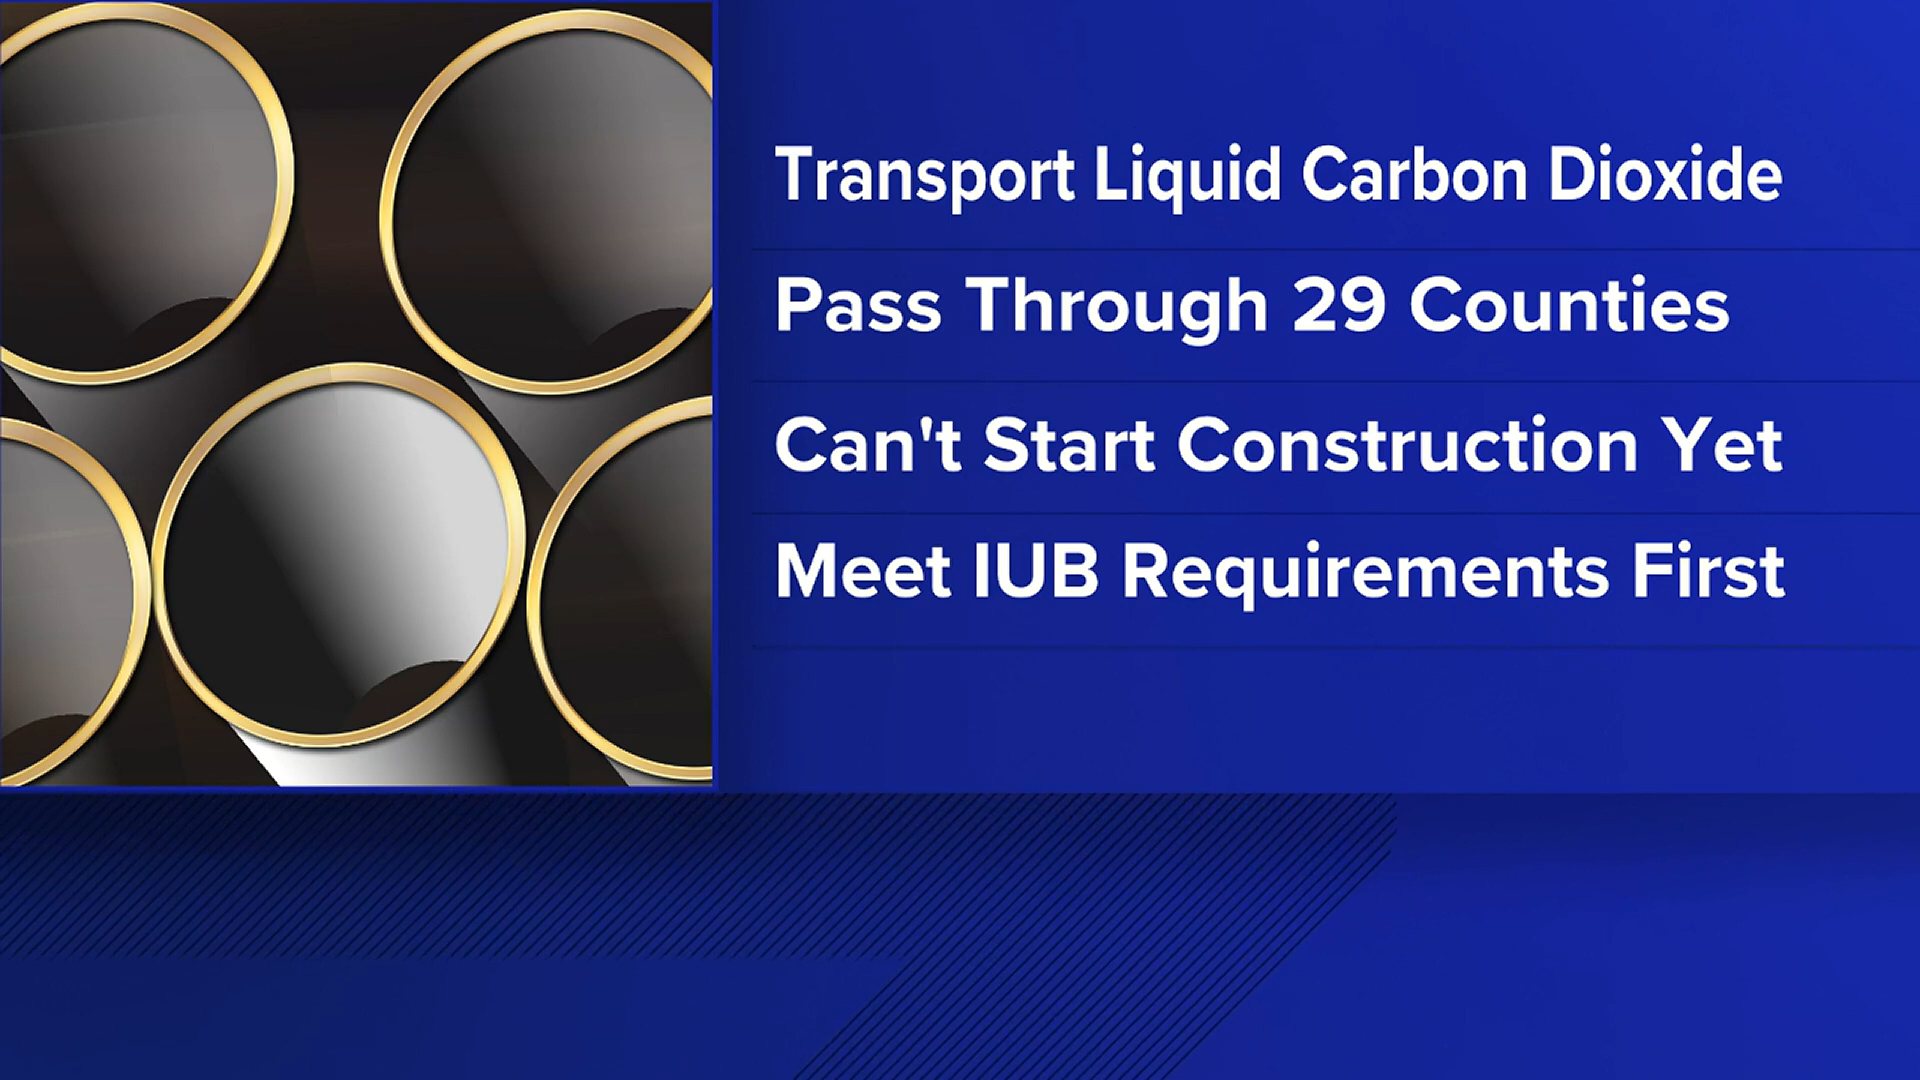 Transport Liquid Carbon Dioxide
Pass Through 29 Counties
Can't Start Construction Yet
Meet IUB Requirements First